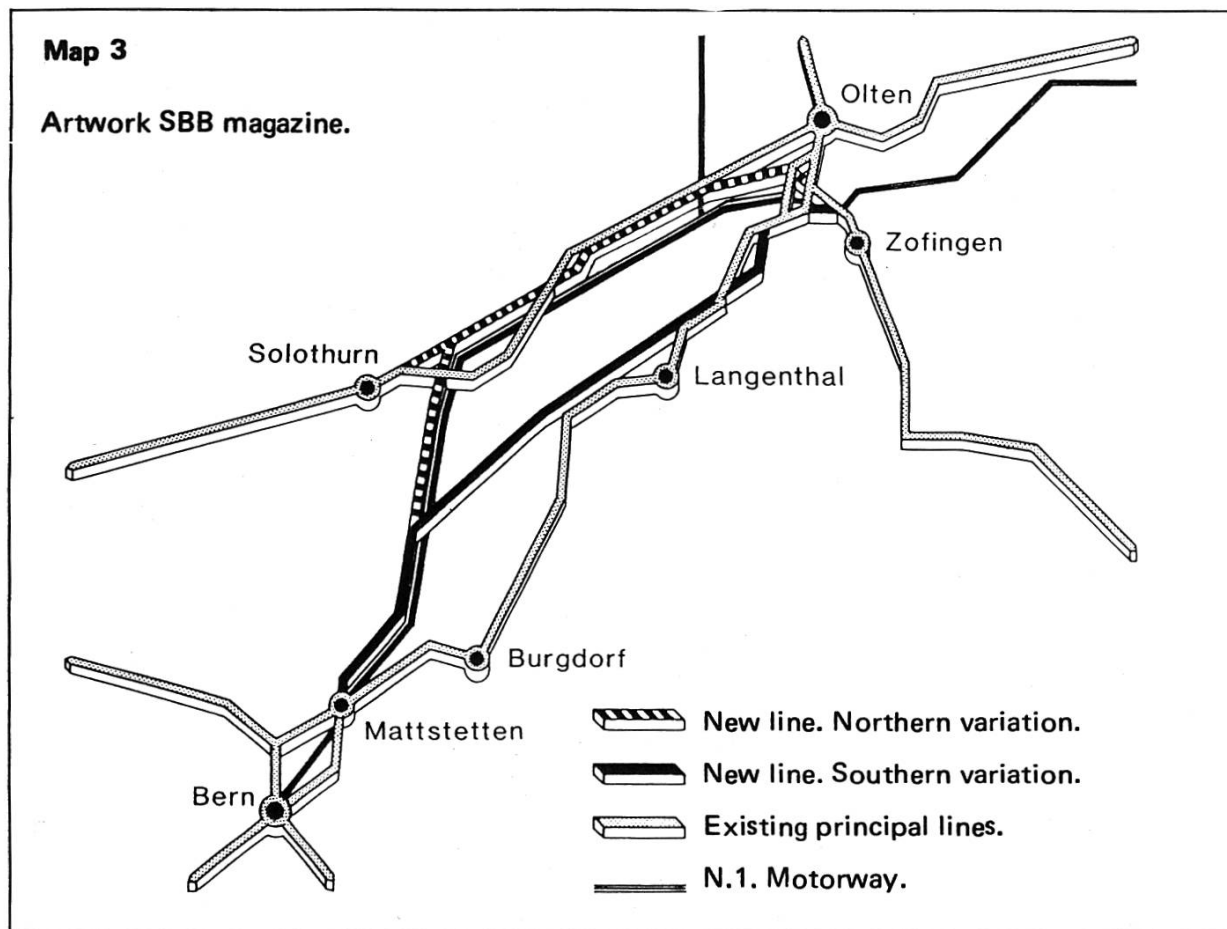 Map 3
Artwork SBB magazine.
Olten
Zofingen
Solothurn
Langenthal
Burgdorf
Mattstetten
Bern
New line. Northern variation.
New line. Southern variation.
Existing principal lines.
N.1. Motorway.